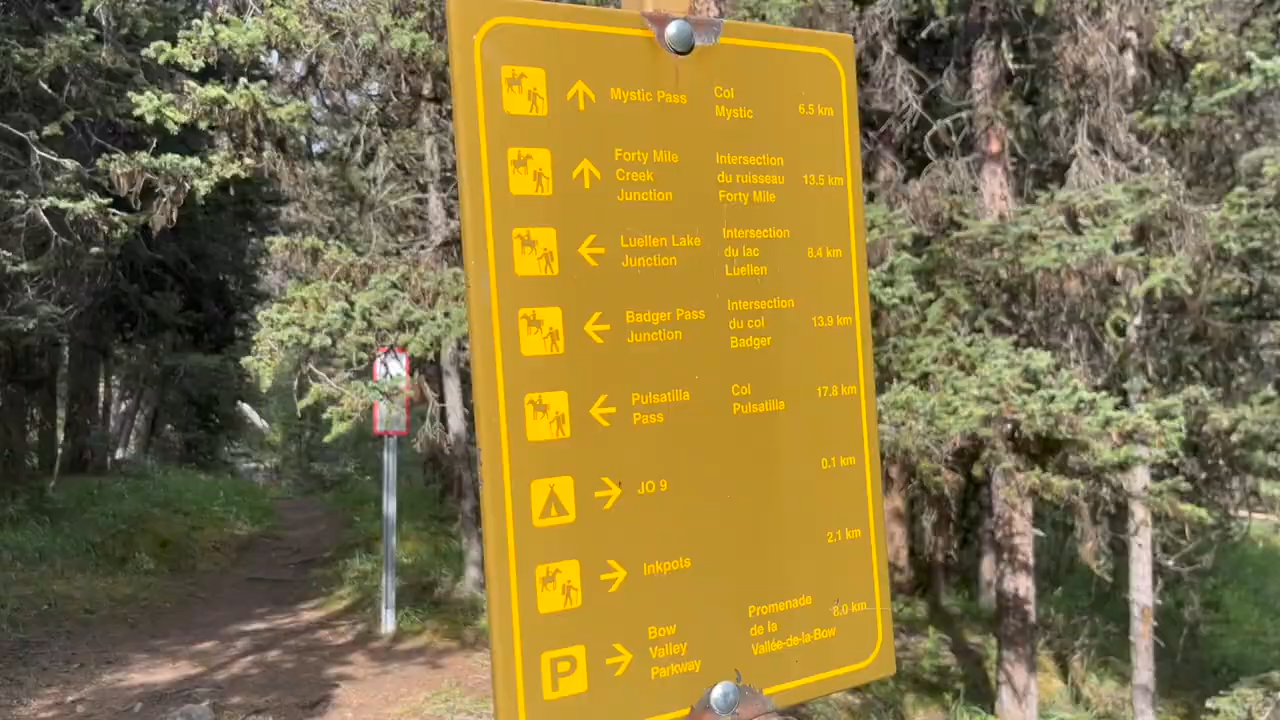 Mystic Pass
Col
Mystic
6.5 km
Forty Mile
Creek
Junction
Intersection
du ruisseau
Forty Mile
13.5 km
Luellen Lake
Junction
Intersection
du lac
Luellen
8.4 km
Badger Pass
Junction
Intersection
du col
Badger
13.9 km
Pulsatilla
Pass
Col
Pulsatilla
17.8 km
JO 9
0.1 km
Inkpots
2.1 km
P
Bow
Valley
Parkway
Promenade
de la
Vallée-de-la-Bow
8.0 km